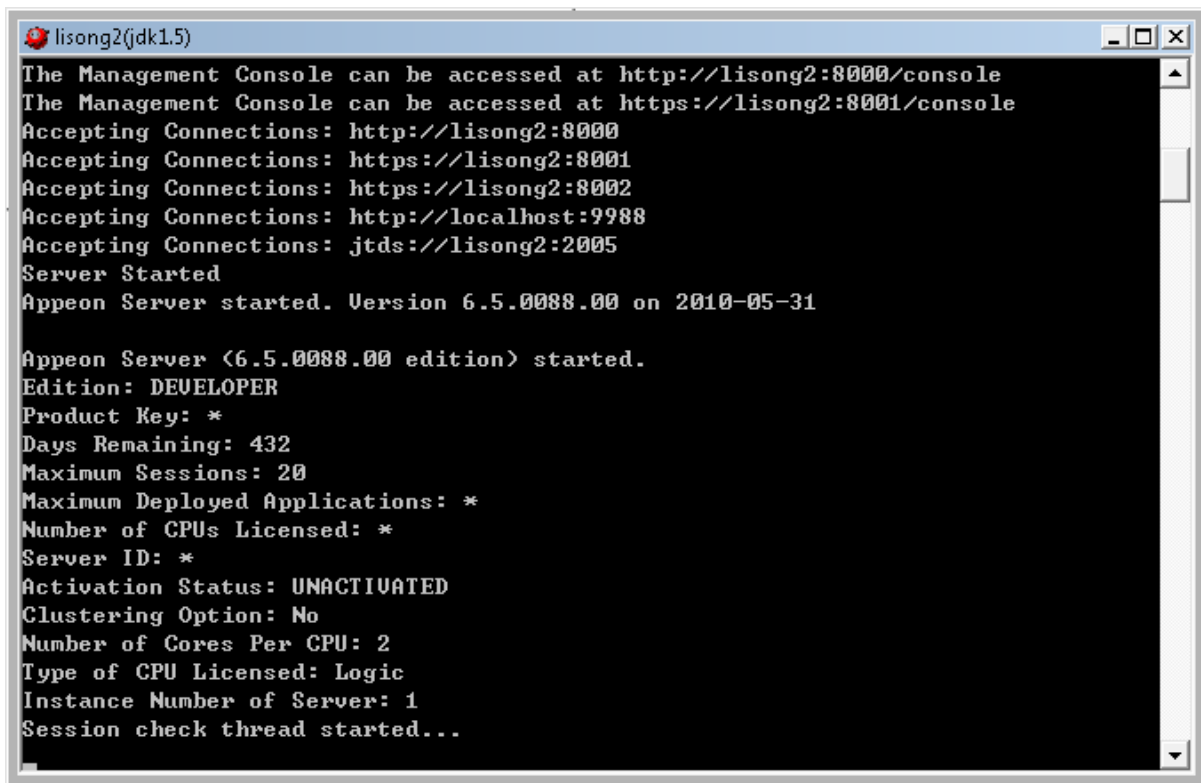 lisong2(jdk1.5)
The Management Console can be accessed at http://lisong2:8000/console
The Management Console can be accessed at https://lisong2:8001/console
Accepting Connections: http://lisong2:8000
Accepting Connections: https://lisong2:8001
Accepting Connections: https://lisong2:8002
Accepting Connections: http://localhost:9988
Accepting Connections: jtds://lisong2:2005
Server Started
Appeon Server started. Version 6.5.0088.00 on 2010-05-31
Appeon Server (6.5.0088.00 edition) started.
Edition: DEVELOPER
Product Key: *
Days Remaining: 432
Maximum Sessions: 20
Maximum Deployed Applications: *
Number of CPUs Licensed: *
Server ID: *
Activation Status: UNACTIVATED
Clustering Option: No
Number of Cores Per CPU: 2
Type of CPU Licensed: Logic
Instance Number of Server: 1
Session check thread started...